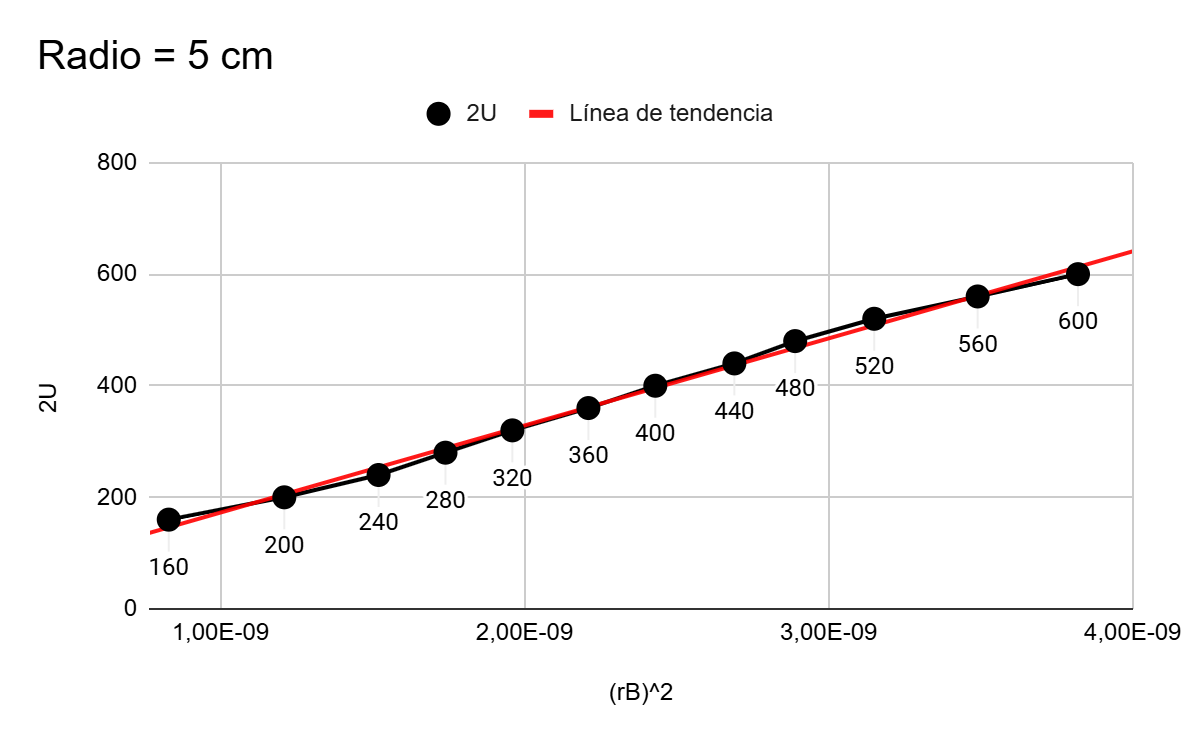 Radio = 5 cm
2U
Línea de tendencia
800
600
400
200
0
2U
160
200
240
280
320
360
400
440
480
520
560
600
1,00E-09
2,00E-09
3,00E-09
4,00E-09
(rB)^2